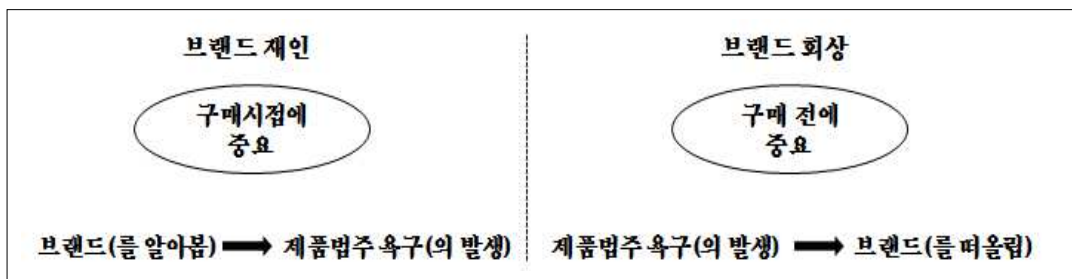 브랜드 재인
구매시점에
중요
브랜드(를 알아봄) 제품범주 욕구(의 발생)
브랜드 회상
구매 전에
중요
제품범주 욕구(의 발생) 브랜드(를 떠올림)